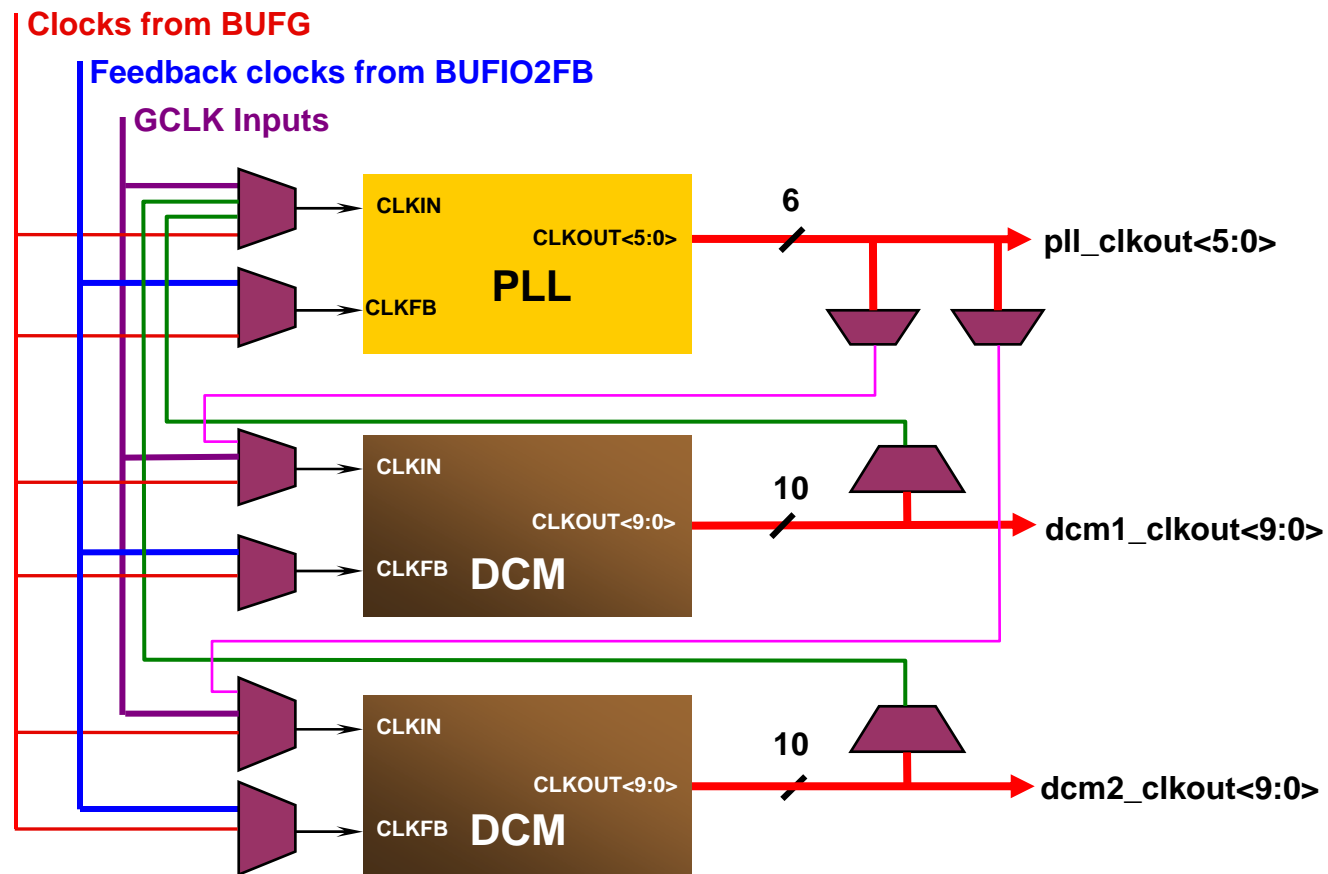 Clocks from BUFG
Feedback clocks from BUFIO2FB
GCLK Inputs
CLKIN
CLKOUT<5:0>
PLL
CLKFB
6
pll_clkout<5:0>
CLKIN
CLKOUT<9:0>
CLKFB
DCM
10
dcm1_clkout<9:0>
CLKIN
CLKOUT<9:0>
CLKFB
DCM
10
dcm2_clkout<9:0>